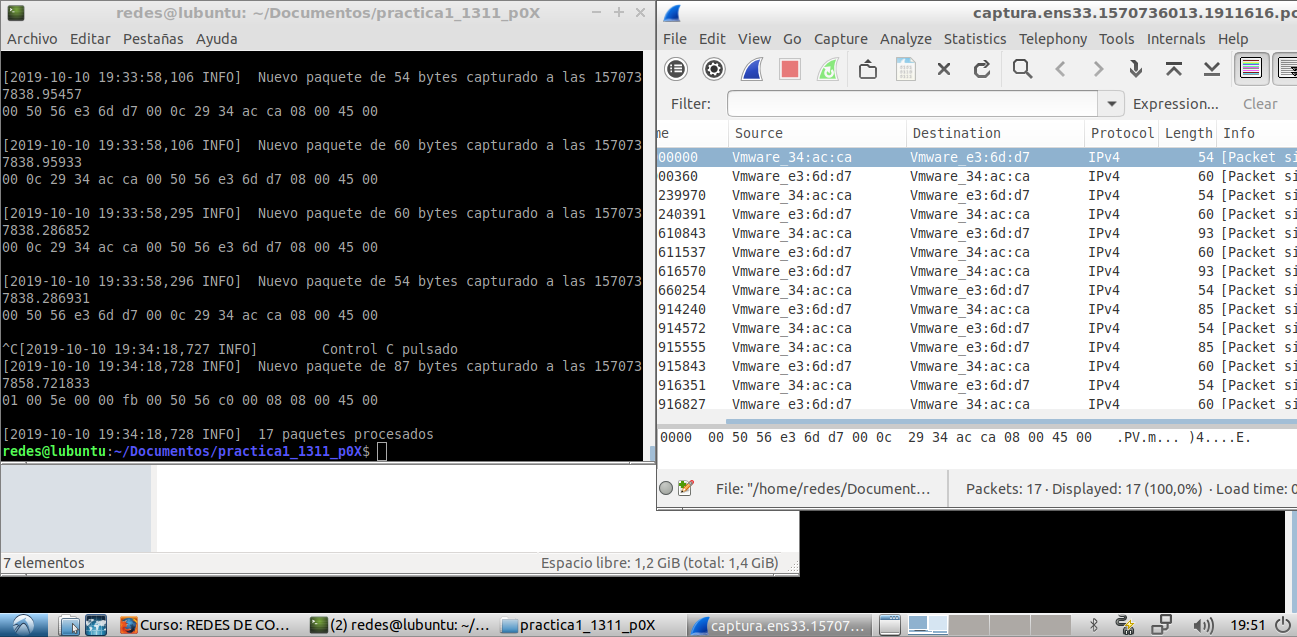 redes@lubuntu: ~/Documentos/practica1_1311_p0X
Archivo Editar Pestañas Ayuda
[2019-10-10 19:33:58,106 INFO] Nuevo paquete de 54 bytes capturado a las 157073
7838.95457
00 50 56 e3 6d d7 00 0c 29 34 ac ca 08 00 45 00
[2019-10-10 19:33:58,106 INFO] Nuevo paquete de 60 bytes capturado a las 157073
7838.95933
00 0c 29 34 ac ca 00 50 56 e3 6d d7 08 00 45 00
[2019-10-10 19:33:58,295 INFO] Nuevo paquete de 60 bytes capturado a las 157073
7838.286852
00 0c 29 34 ac ca 00 50 56 e3 6d d7 08 00 45 00
[2019-10-10 19:33:58,296 INFO] Nuevo paquete de 54 bytes capturado a las 157073
7838.286931
00 50 56 e3 6d d7 00 0c 29 34 ac ca 08 00 45 00
^C[2019-10-10 19:34:18,727 INFO] Control C pulsado
[2019-10-10 19:34:18,728 INFO] Nuevo paquete de 87 bytes capturado a las 157073
7858.721833
01 00 5e 00 00 fb 00 50 56 c0 00 08 08 00 45 00
[2019-10-10 19:34:18,728 INFO] 17 paquetes procesados
redes@lubuntu:~/Documentos/practica1_1311_p0X$
7 elementos
Espacio libre: 1,2 GiB (total: 1,4 GiB)
captura.ens33.1570736013.1911616.pc
File Edit View Go Capture Analyze Statistics Telephony Tools Internals Help
Filter: Expression... Clear
me Source Destination Protocol Length Info
00000 Vmware_34:ac:ca Vmware_e3:6d:d7 IPv4 54 [Packet si
00360 Vmware_e3:6d:d7 Vmware_34:ac:ca IPv4 60 [Packet si
239970 Vmware_34:ac:ca Vmware_e3:6d:d7 IPv4 54 [Packet si
240391 Vmware_e3:6d:d7 Vmware_34:ac:ca IPv4 60 [Packet si
610843 Vmware_34:ac:ca Vmware_e3:6d:d7 IPv4 93 [Packet si
611537 Vmware_e3:6d:d7 Vmware_34:ac:ca IPv4 60 [Packet si
616570 Vmware_e3:6d:d7 Vmware_34:ac:ca IPv4 93 [Packet si
660254 Vmware_34:ac:ca Vmware_e3:6d:d7 IPv4 54 [Packet si
914240 Vmware_e3:6d:d7 Vmware_34:ac:ca IPv4 85 [Packet si
914572 Vmware_34:ac:ca Vmware_e3:6d:d7 IPv4 54 [Packet si
915555 Vmware_34:ac:ca Vmware_e3:6d:d7 IPv4 85 [Packet si
915843 Vmware_e3:6d:d7 Vmware_34:ac:ca IPv4 60 [Packet si
916351 Vmware_34:ac:ca Vmware_e3:6d:d7 IPv4 54 [Packet si
916827 Vmware_e3:6d:d7 Vmware_34:ac:ca IPv4 60 [Packet si
0000 00 50 56 e3 6d d7 00 0c 29 34 ac ca 08 00 45 00 .PV.m... )4....E.
File: "/home/redes/Document... Packets: 17 · Displayed: 17 (100,0%) · Load time: 0
Curso: REDES DE CO... (2) redes@lubuntu: ~/... practica1_1311_p0X captura.ens33.15707... 19:51